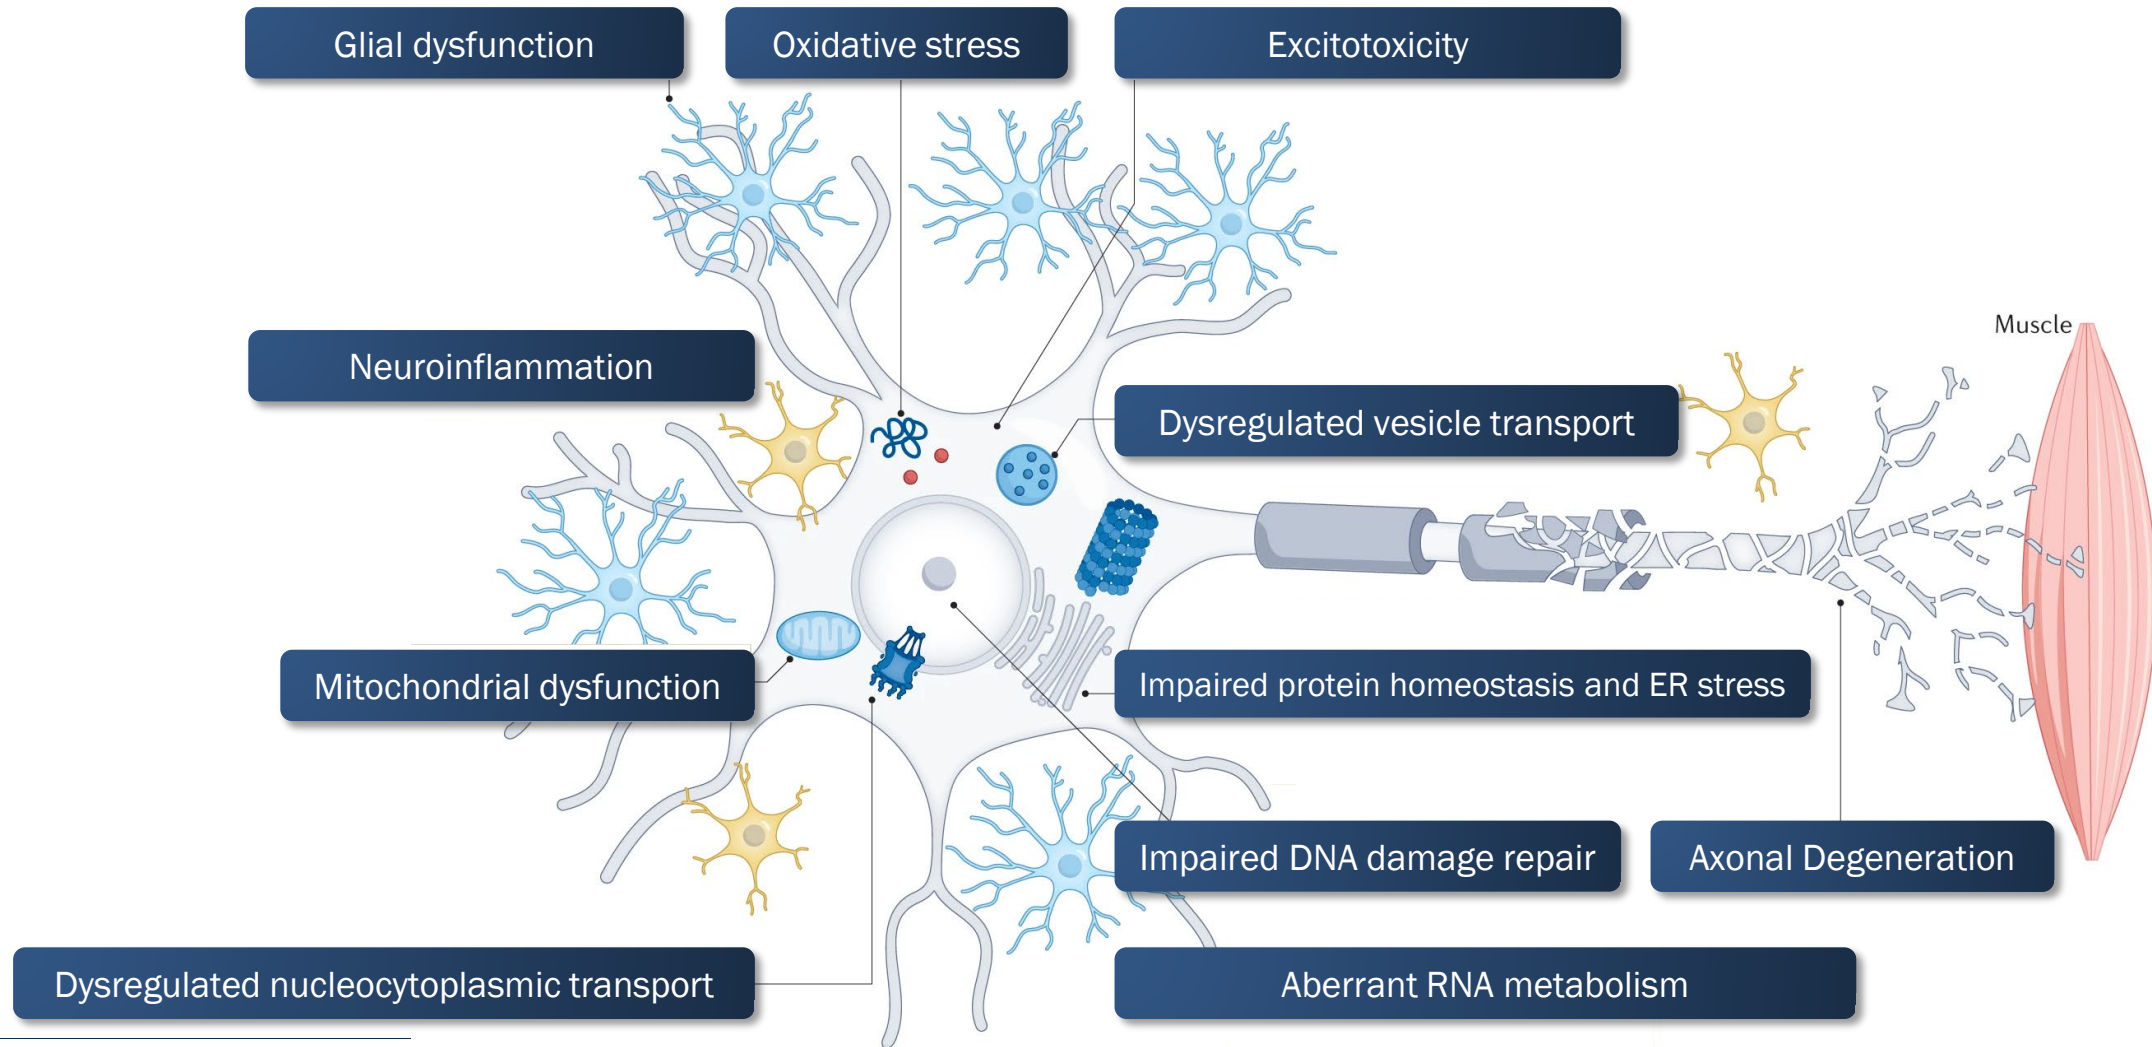 Glial dysfunction
Oxidative stress
Excitotoxicity
Muscle
Neuroinflammation
Dysregulated vesicle transport
Mitochondrial dysfunction
Impaired protein homeostasis and ER stress
Impaired DNA damage repair
Axonal Degeneration
Dysregulated nucleocytoplasmic transport
Aberrant RNA metabolism